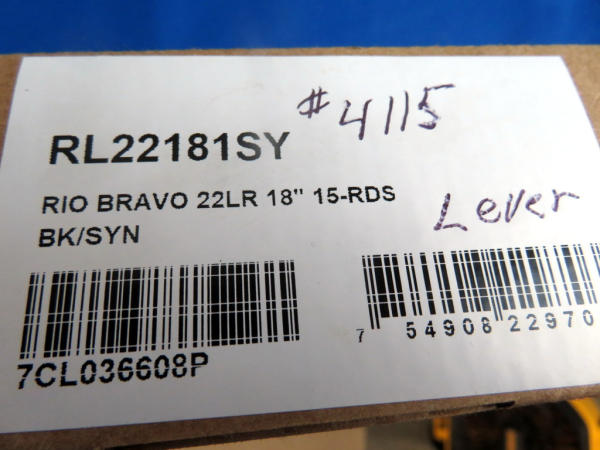 # 4115
RL22181SY
RIO BRAVO 22LR 18" 15-RDS
BK/SYN
Lever
7CL036608P
7 54908 22970